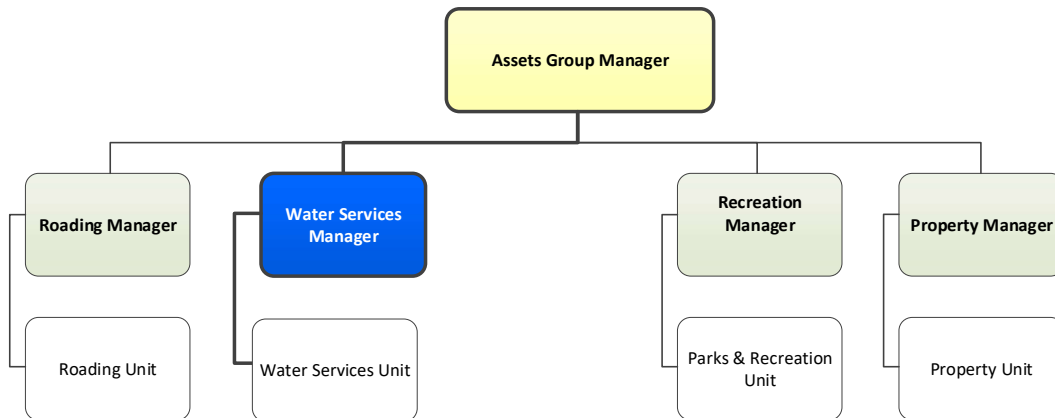 Assets Group Manager
Roading Manager
Water Services
Manager
Recreation
Manager
Property Manager
Roading Unit
Water Services Unit
Parks & Recreation
Unit
Property Unit